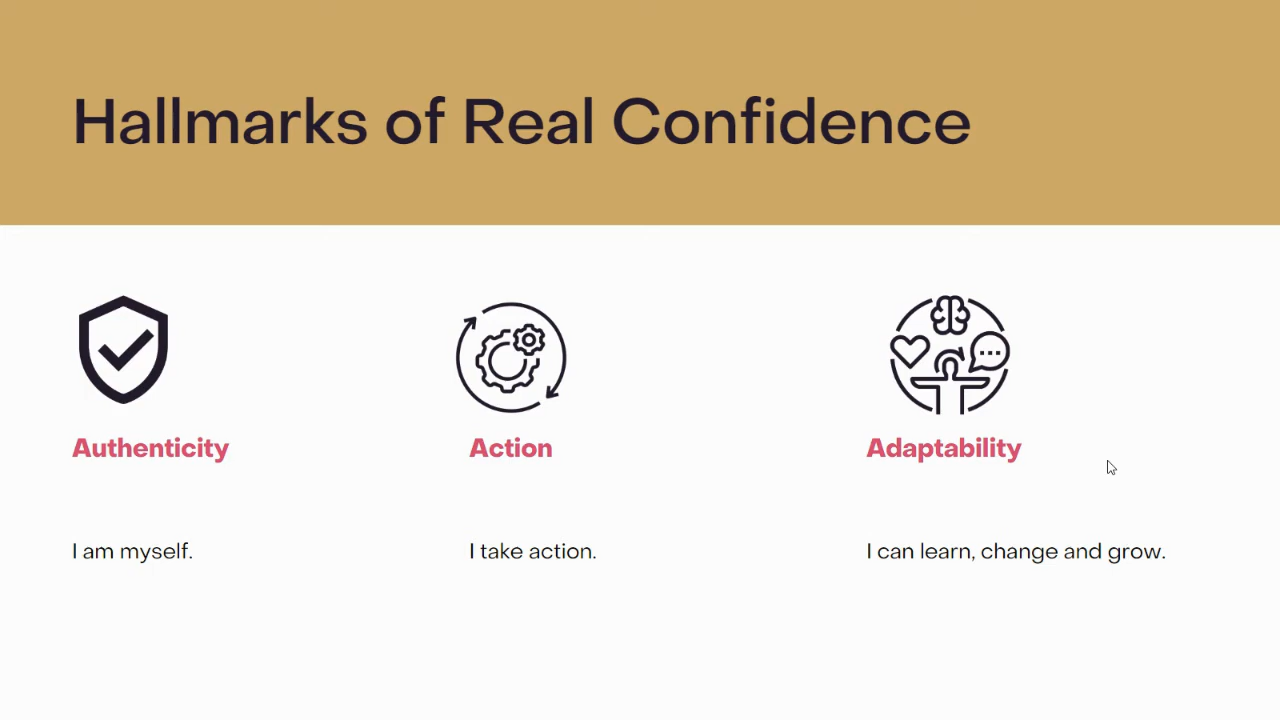 Hallmarks of Real Confidence
Authenticity
Action
Adaptability
I am myself.
I take action.
I can learn, change and grow.